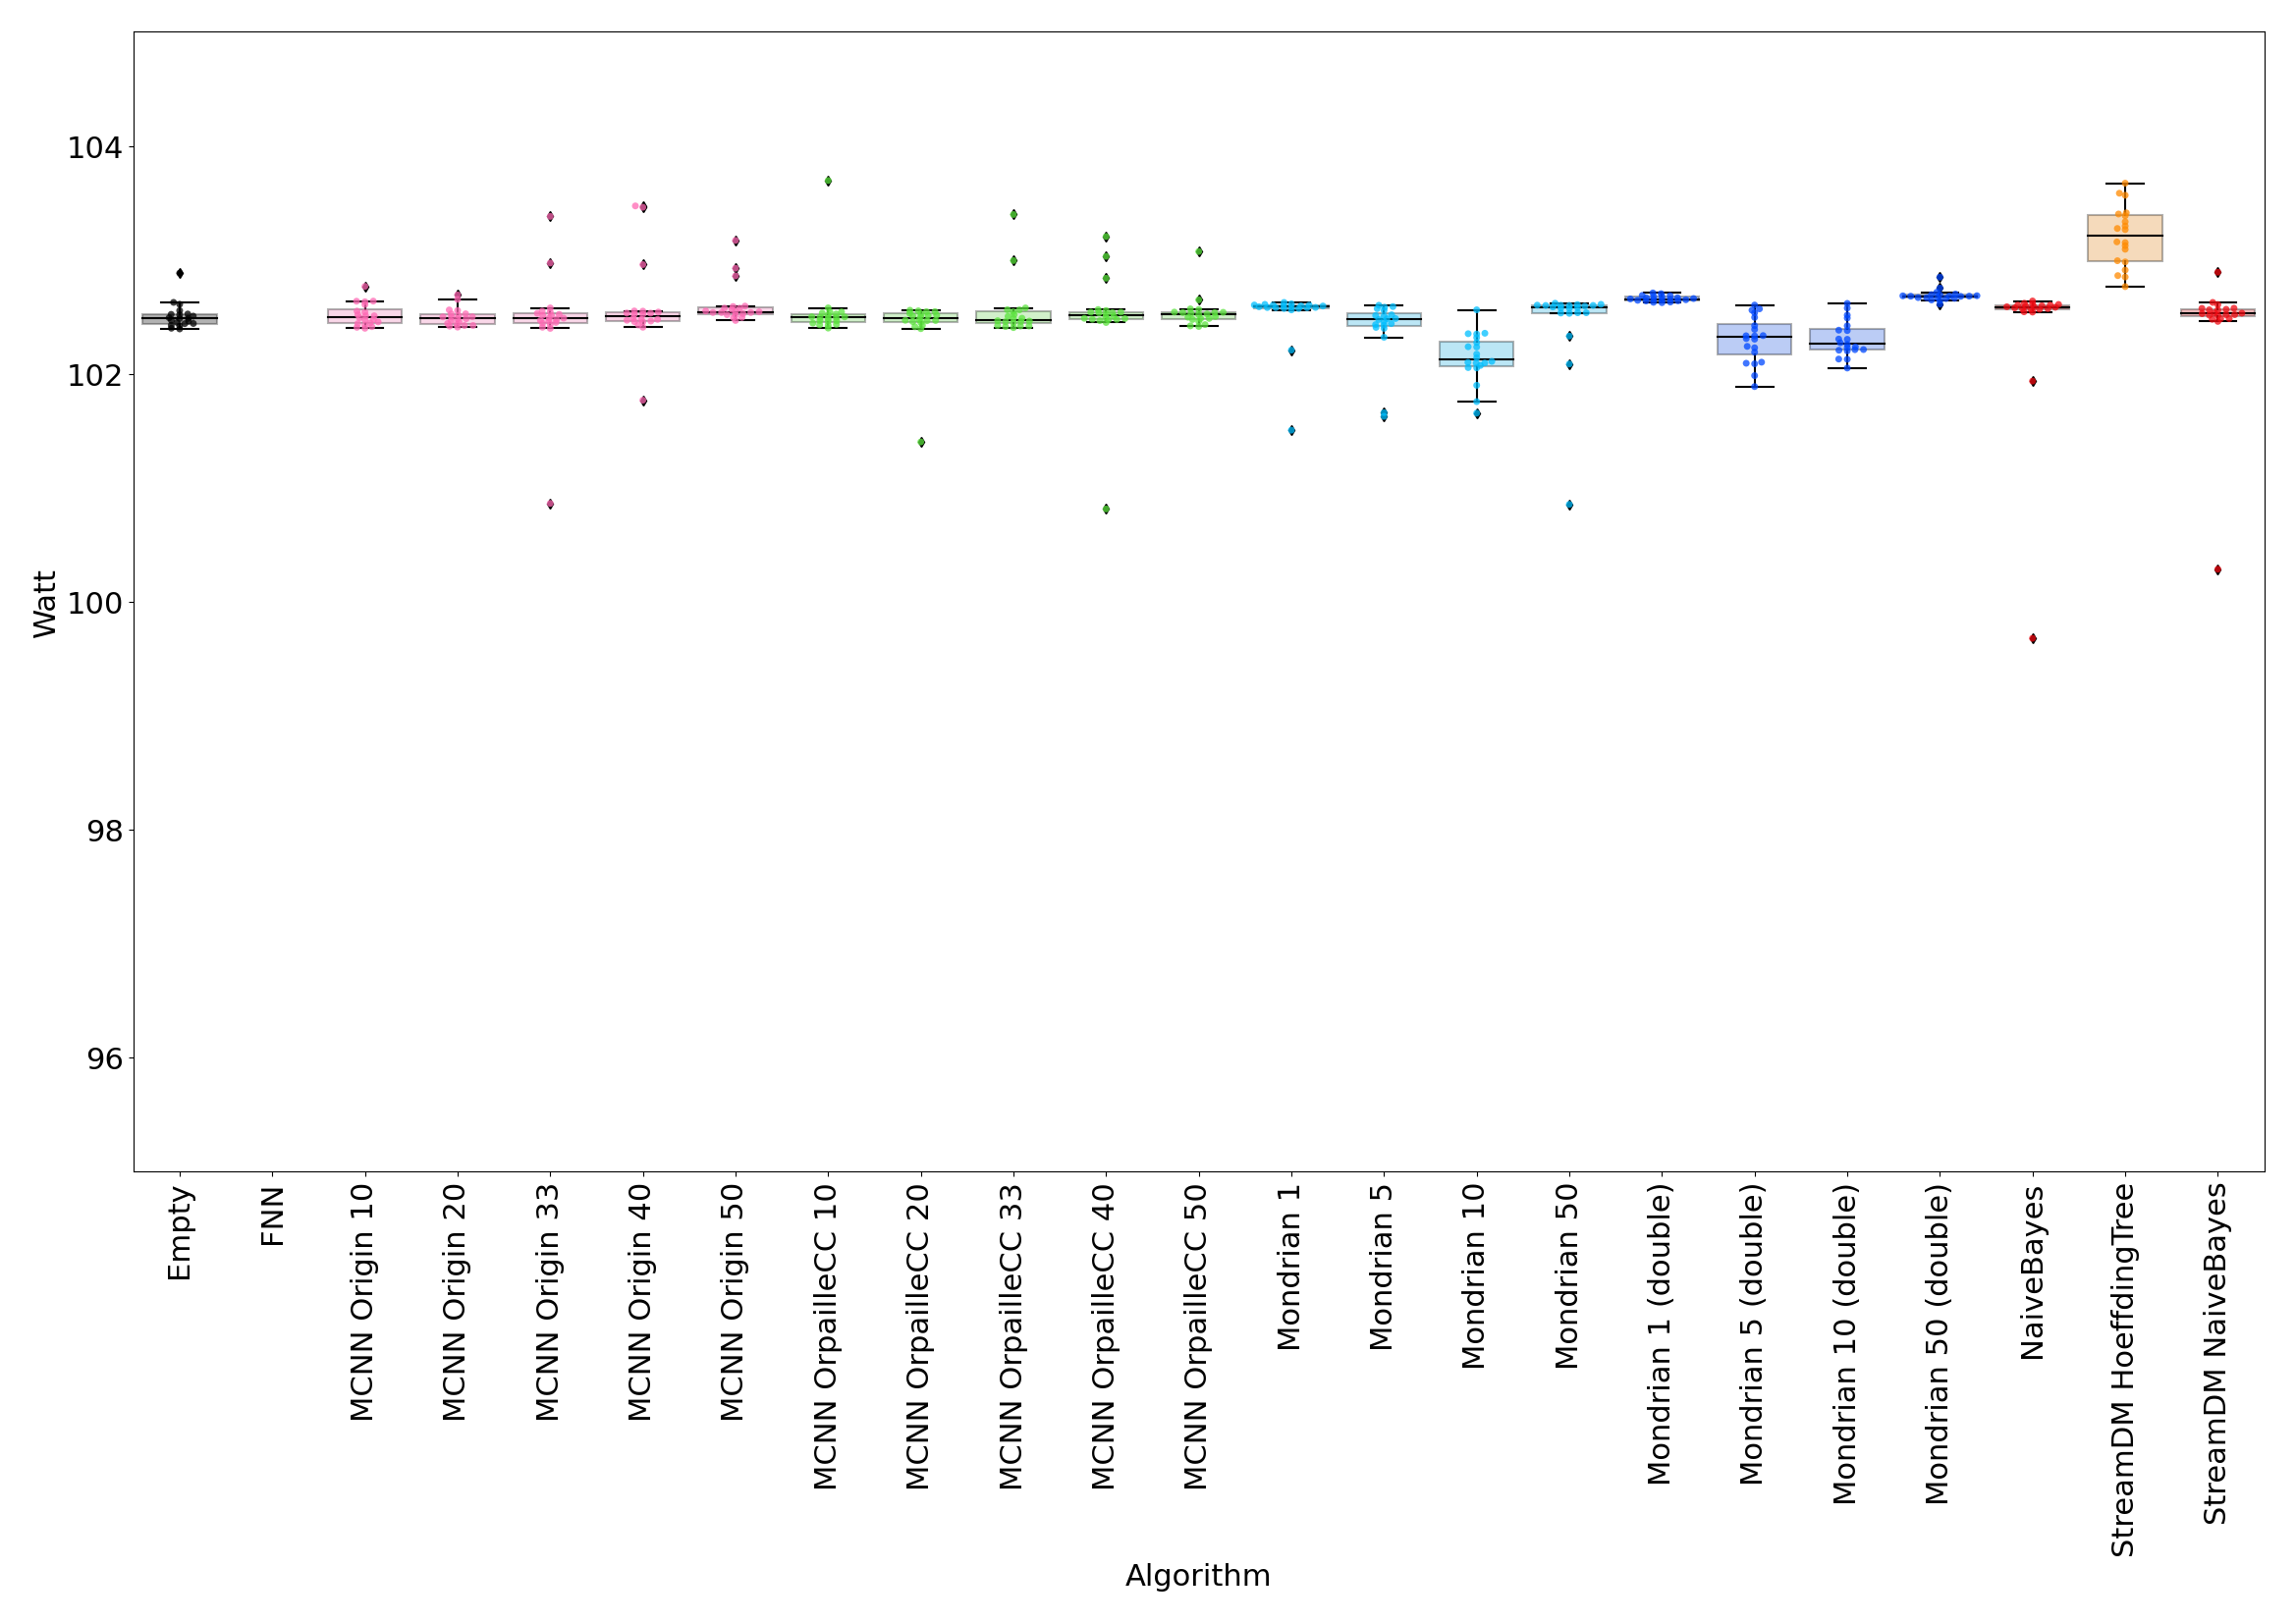 104
102
100
98
96
Watt
Empty
FNN
MCNN Origin 10
MCNN Origin 20
MCNN Origin 33
MCNN Origin 40
MCNN Origin 50
MCNN OrpailleCC 10
MCNN OrpailleCC 20
MCNN OrpailleCC 33
MCNN OrpailleCC 40
MCNN OrpailleCC 50
Mondrian 1
Mondrian 5
Mondrian 10
Mondrian 50
Mondrian 1 (double)
Mondrian 5 (double)
Mondrian 10 (double)
Mondrian 50 (double)
NaiveBayes
StreamDM HoeffdingTree
StreamDM NaiveBayes
Algorithm